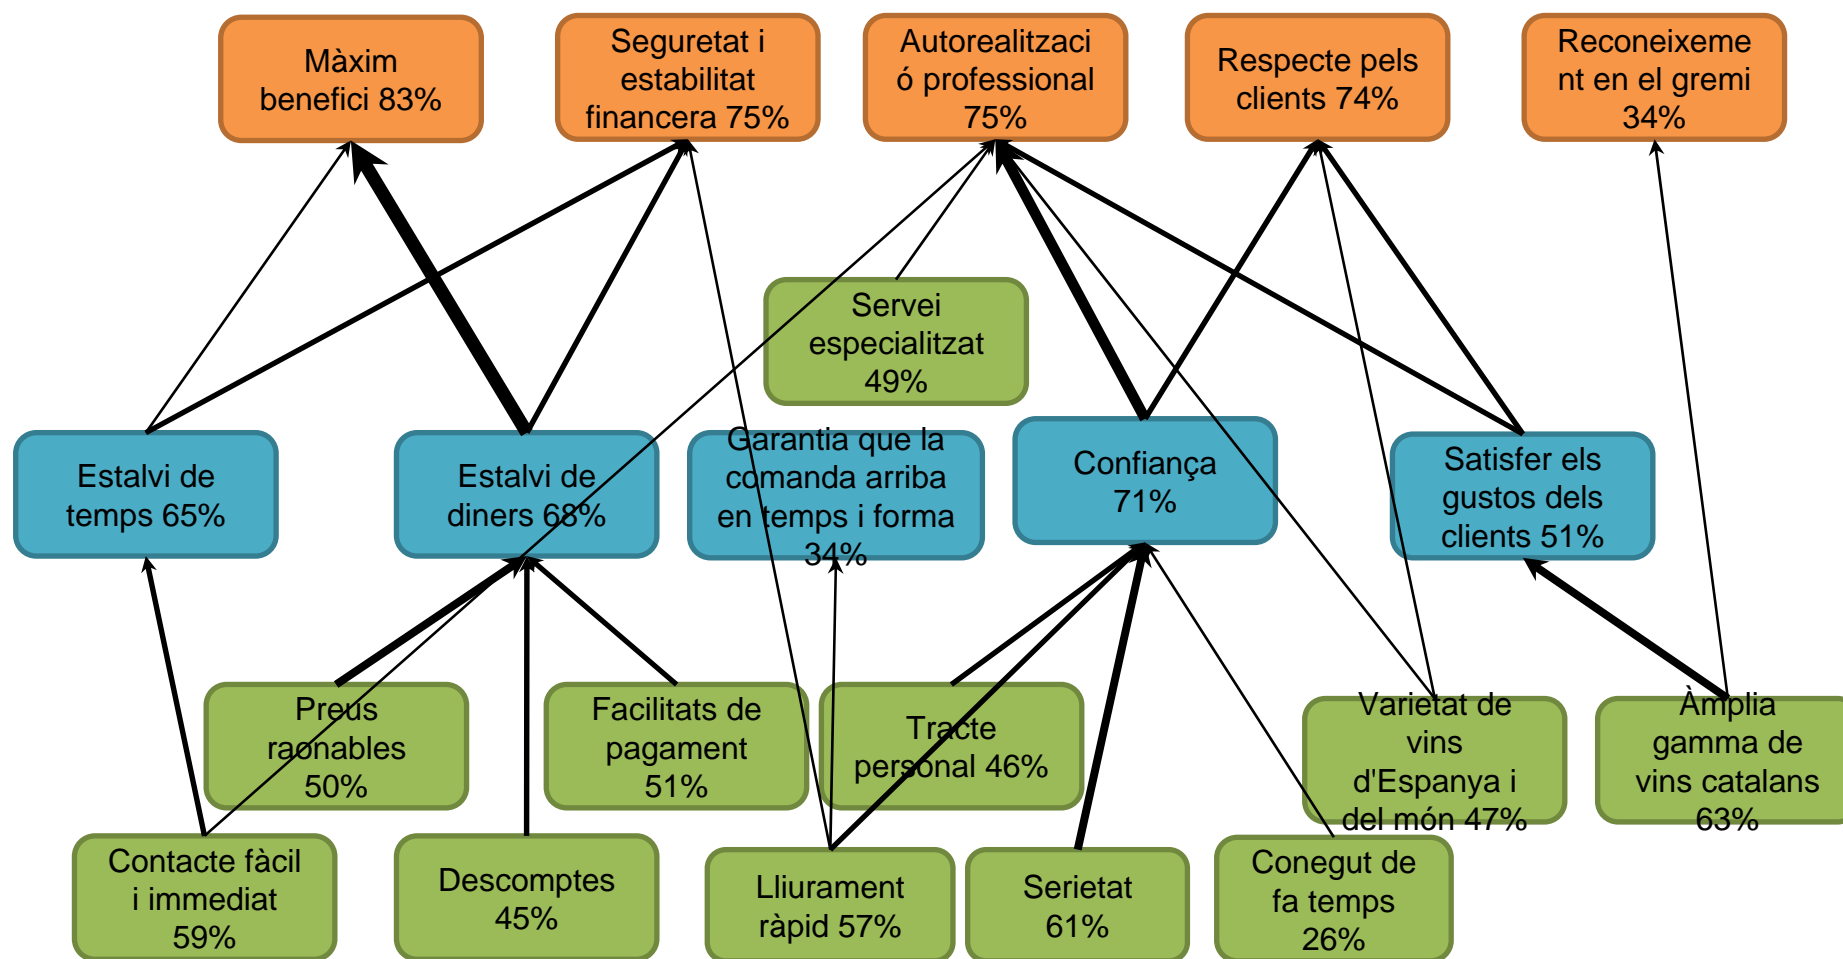 Màxim
benefici 83%
Seguretat i
estabilitat
financera 75%
Autorealitzaci
ó professional
75%
Respecte pels
clients 74%
Reconeixeme
nt en el gremi
34%
Servei
especialitzat
49%
Estalvi de
temps 65%
Estalvi de
diners 68%
Garantia que la
comanda arriba
en temps i forma
34%
Confiança
71%
Satisfer els
gustos dels
clients 51%
Preus
raonables
50%
Facilitats de
pagament
51%
Tracte
personal 46%
Varietat de
vins
d'Espanya i
del món 47%
Àmplia
gamma de
vins catalans
63%
Contacte fàcil
i immediat
59%
Descomptes
45%
Lliurament
ràpid 57%
Serietat
61%
Conegut de
fa temps
26%